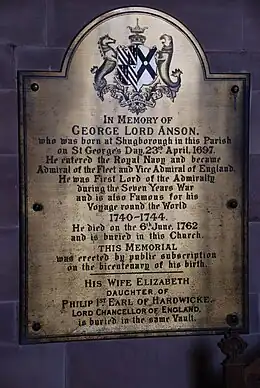 In Memory of
George Lord Anson,
who was born at Shugborough in this Parish
on St George's Day, 23rd April, 1697.
He entered the Royal Navy and became
Admiral of the Fleet and Vice Admiral of England.
He was First Lord of the Admiralty
during the Seven Years War
and is also Famous for his
Voyage round the World
1740-1744.
He died on the 6th June, 1762
and is buried in this Church.
This Memorial
was erected by public subscription
on the bicentenary of his birth.
His Wife Elizabeth
daughter of
Philip 1st Earl of Hardwicke,
Lord Chancellor of England,
is buried in the same Vault.